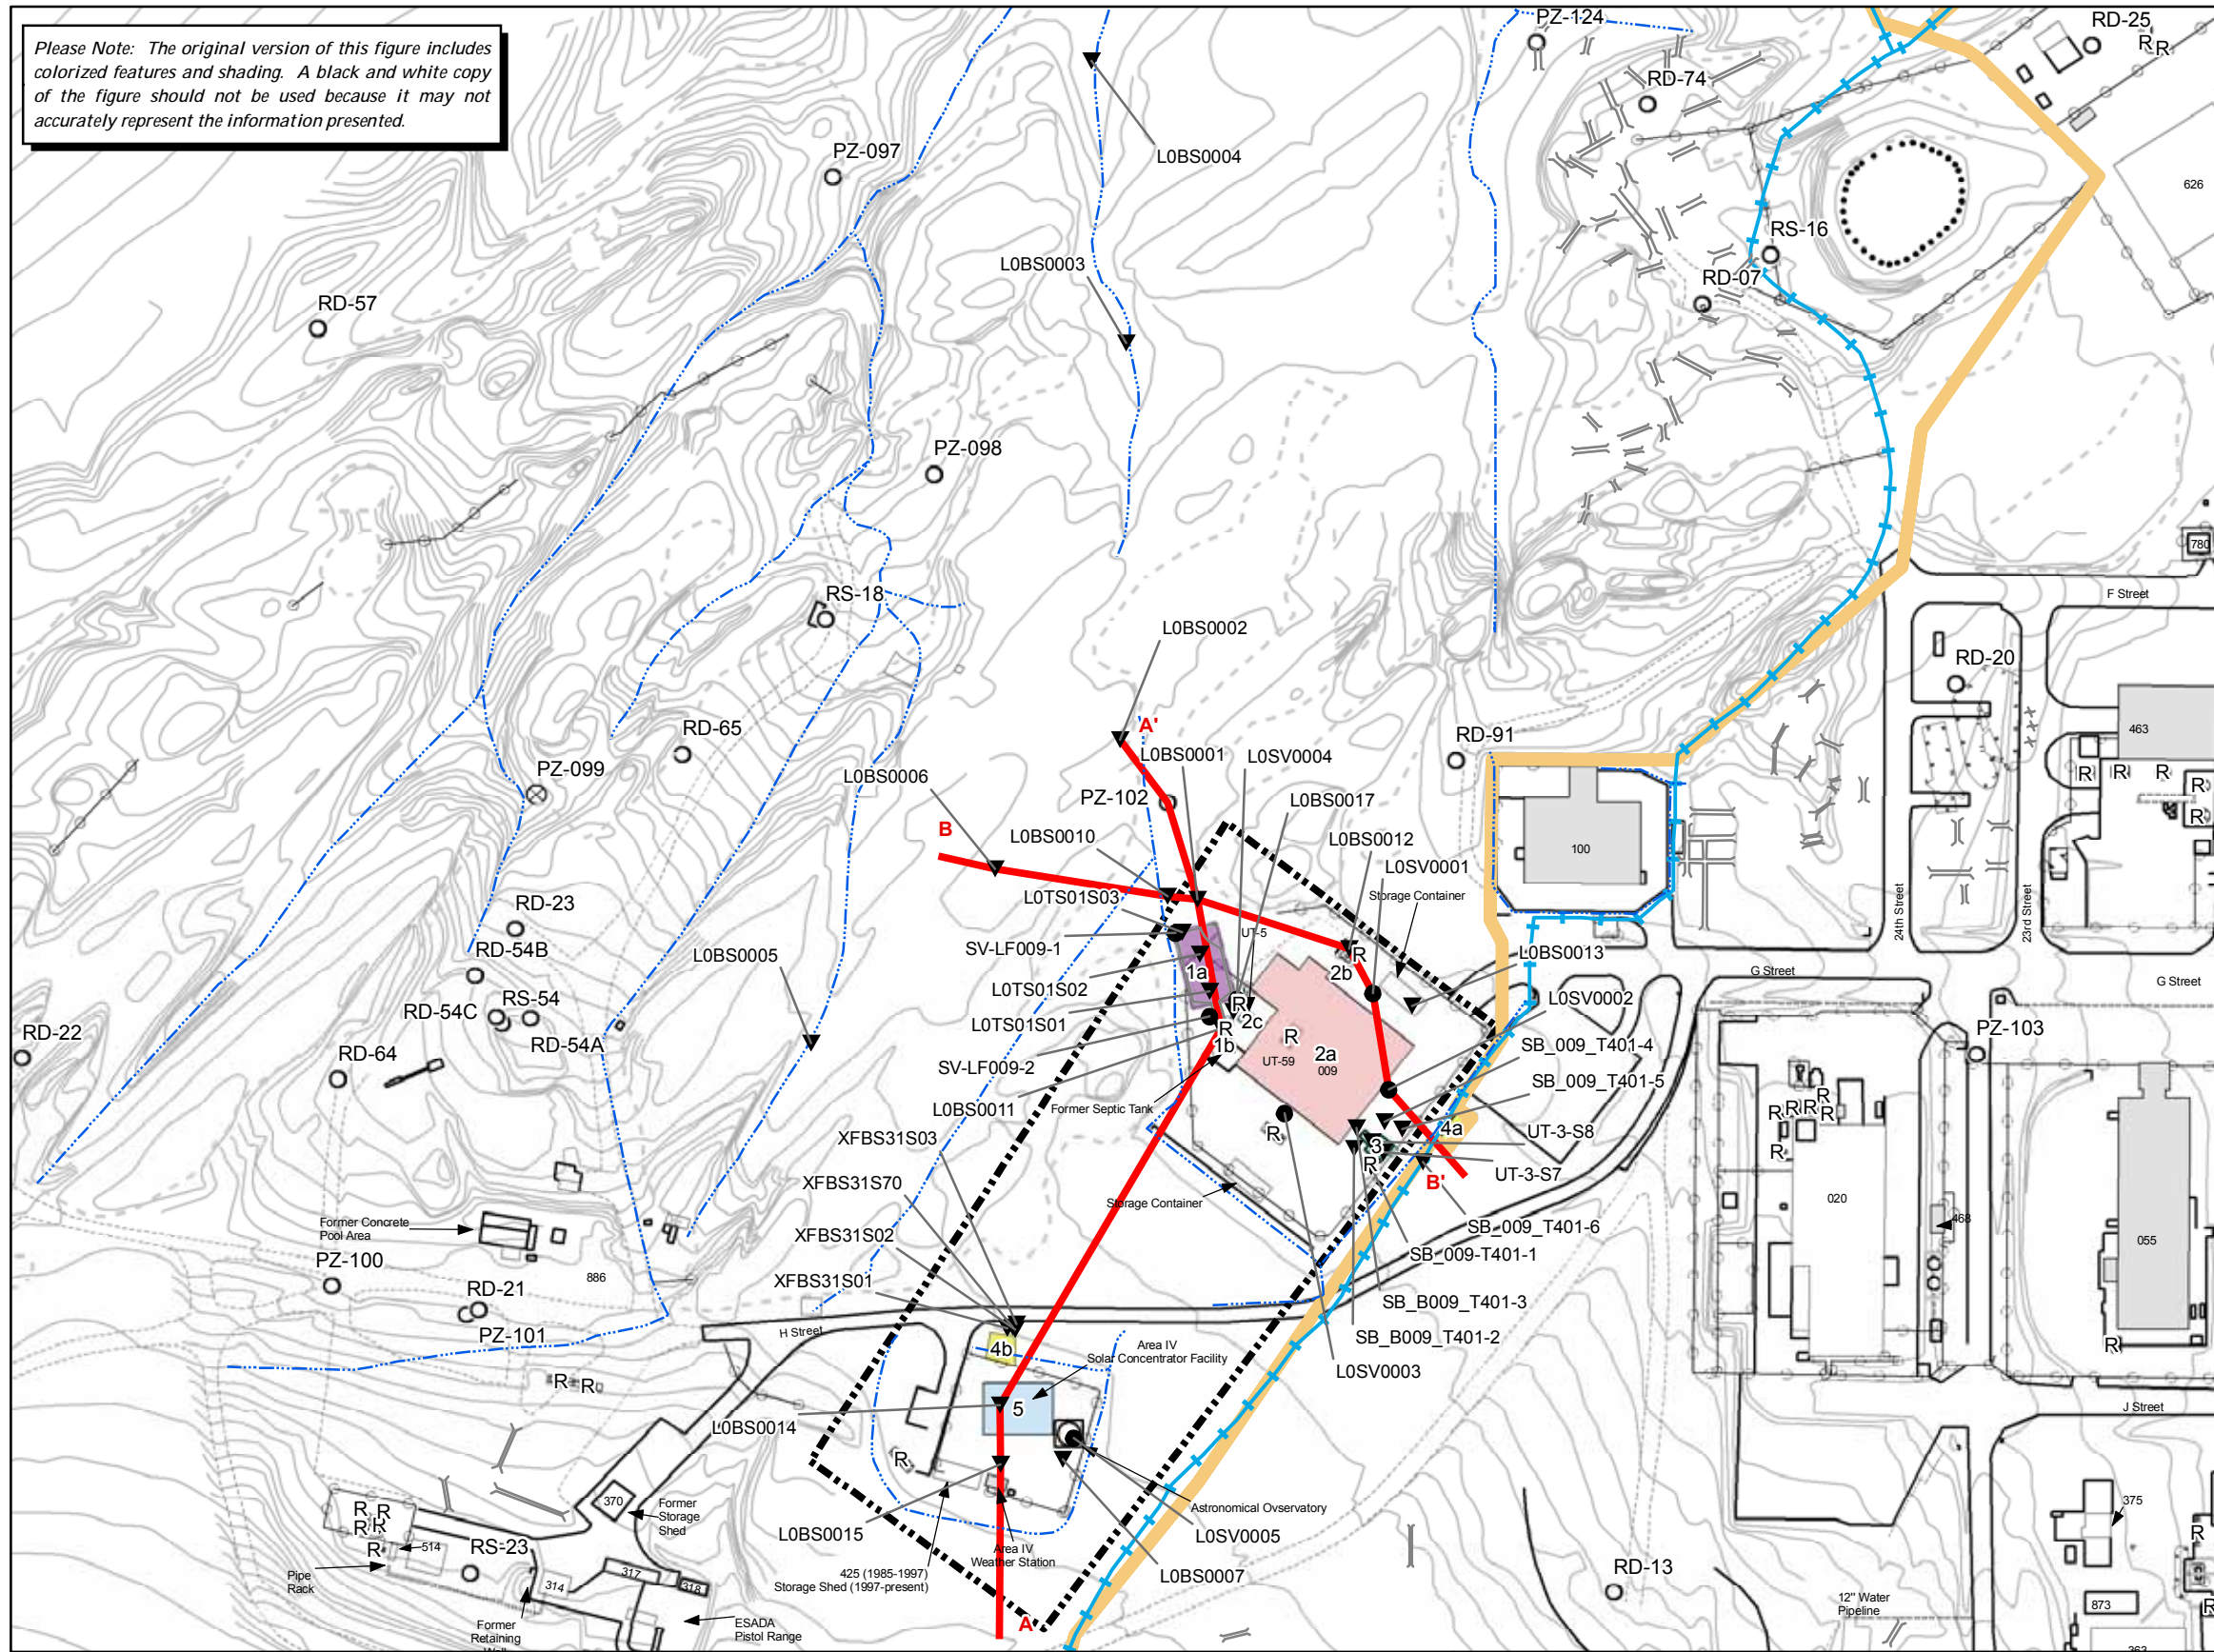 Please Note: The original version of this figure includes
colorized features and shading. A black and white copy
of the figure should not be used because it may not
accurately represent the information presented.
PZ-124
RD-25
R
R
RD-74
L0BS0004
PZ-097
626
RS-16
L0BS0003
RD-07
RD-57
PZ-098
780
F Street
RS-18
L0BS0002
RD-20
A'
RD-65
L0BS0001
L0SV0004
RD-91
463
PZ-099
L0BS0006
PZ-102
L0BS0017
R
R
R
R
R
B
L0BS0010
L0BS0012
L0SV0001
100
Storage Container
L0TS01S03
RD-23
UT-5
24th Street
23rd Street
SV-LF009-1
RD-54B
L0BS0005
L0BS0013
R
2b
1a
G Street
G Street
L0TS01S02
RS-54
L0SV0002
RD-54C
L0TS01S01
R
2c
R
1b
R
2a
UT-59
009
RD-22
RD-54A
PZ-103
RD-64
SB_009_T401-4
SV-LF009-2
SB_009_T401-5
L0BS0011
Former Septic Tank
R
R
R
R
R
R
4a
UT-3-S8
XFBS31S03
R
3
R
UT-3-S7
XFBS31S70
B'
Storage Container
020
468
Former Concrete
Pool Area
SB_009_T401-6
XFBS31S02
055
SB_009-T401-1
PZ-100
886
XFBS31S01
SB_B009_T401-3
RD-21
PZ-101
H Street
SB_B009_T401-2
4b
Area IV
Solar Concentrator Facility
R
L0SV0003
R
R
5
J Street
L0BS0014
R
370
Former
Storage
Shed
R
R
R
R
Astronomical Ovservatory
375
L0BS0015
L0SV0005
514
R
RS-23
Area IV
Weather Station
R
Pipe
Rack
425 (1985-1997)
Storage Shed (1997-present)
L0BS0007
RD-13
314
317
318
12" Water
Pipeline
873
R
Former
Retaining
Wall
ESADA
Pistol Range
A
363